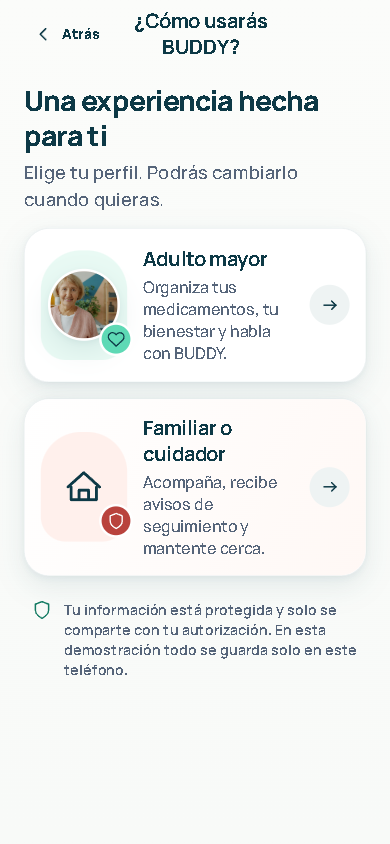 Atrás
¿Cómo usarás
BUDDY?
Una experiencia hecha
para ti
Elige tu perfil. Podrás cambiarlo
cuando quieras.
Adulto mayor
Organiza tus
medicamentos, tu
bienestar y habla
con BUDDY.
Familiar o
cuidador
Acompaña, recibe
avisos de
seguimiento y
mantente cerca.
Tu información está protegida y solo se
comparte con tu autorización. En esta
demostración todo se guarda solo en este
teléfono.